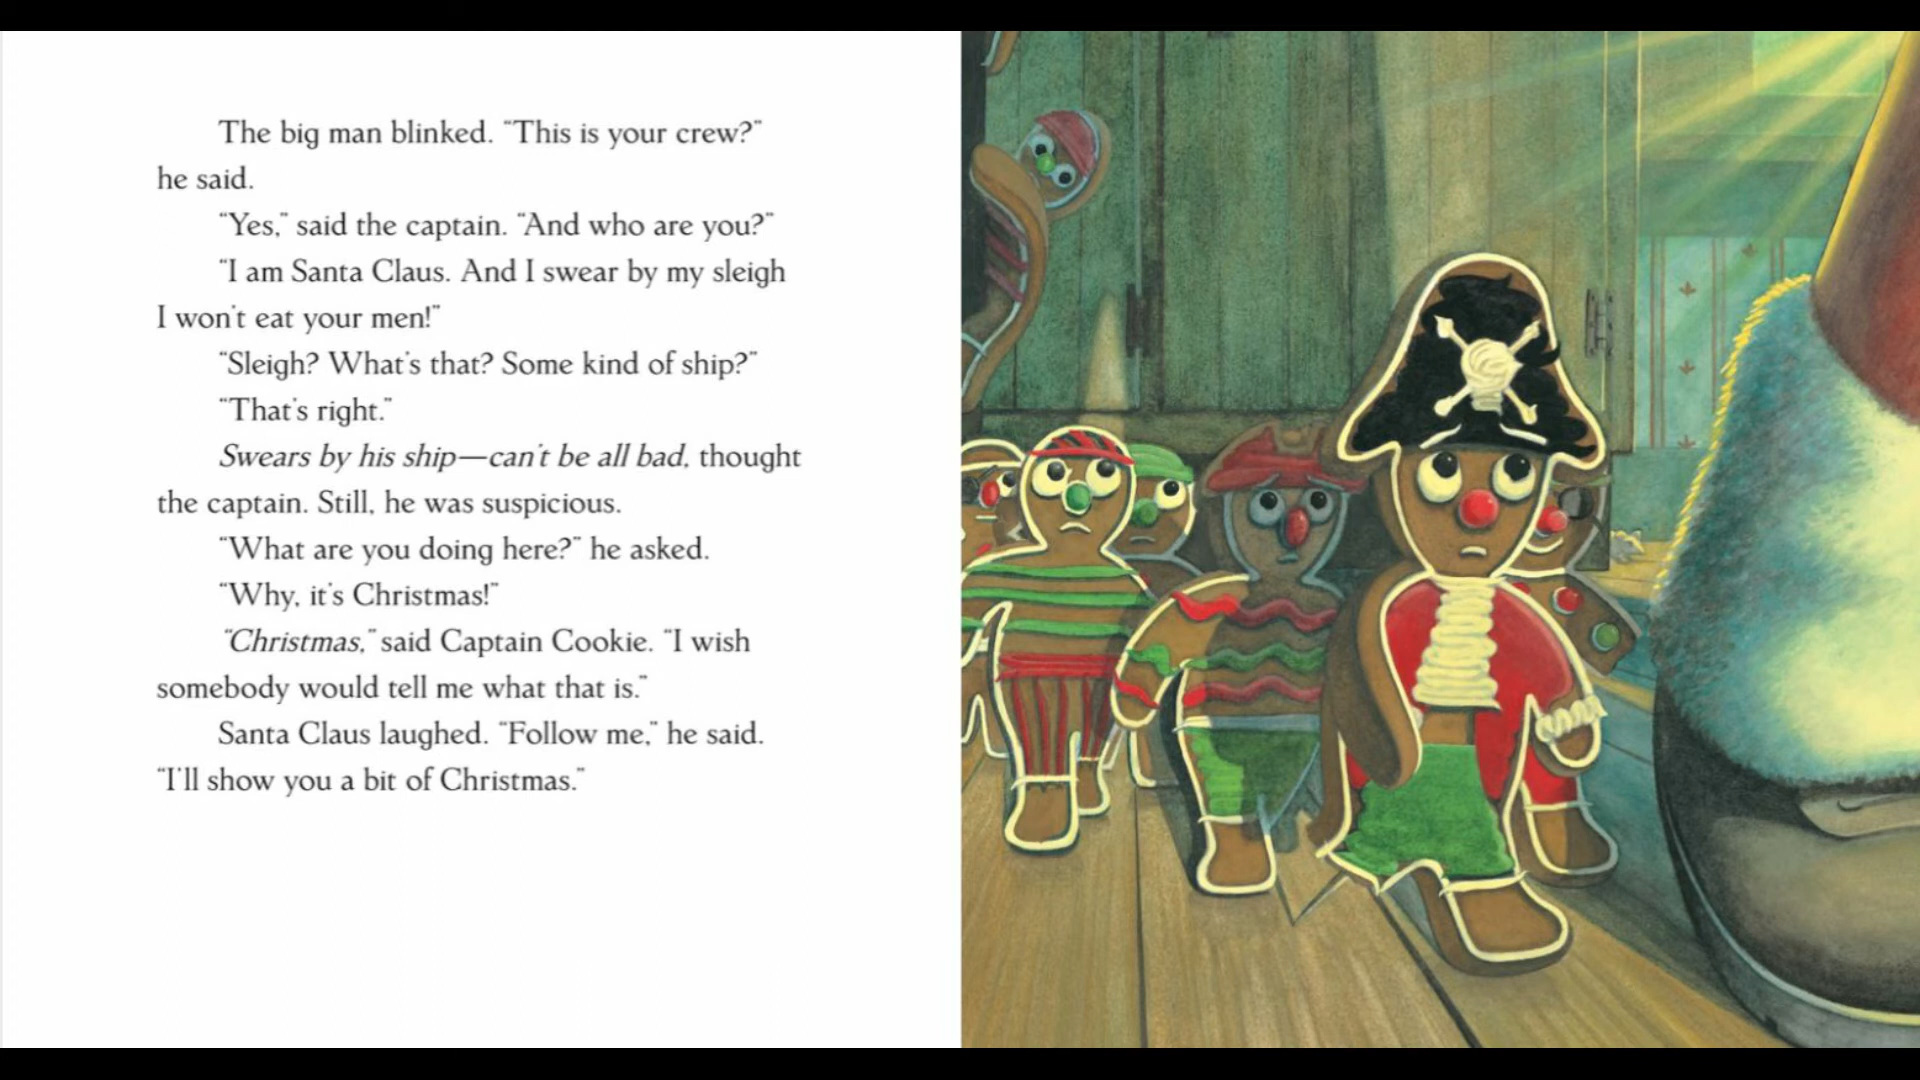 The big man blinked. “This is your crew?”
he said.
“Yes,” said the captain. “And who are you?”
“I am Santa Claus. And I swear by my sleigh
I won’t eat your men!”
“Sleigh? What’s that? Some kind of ship?”
“That’s right.”
Swears by his ship—can’t be all bad, thought
the captain. Still, he was suspicious.
“What are you doing here?” he asked.
“Why, it’s Christmas!”
“Christmas,” said Captain Cookie. “I wish
somebody would tell me what that is.”
Santa Claus laughed. “Follow me,” he said.
“I’ll show you a bit of Christmas.”